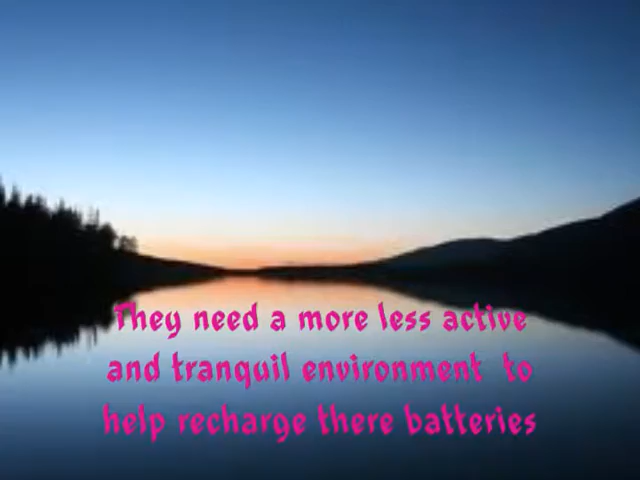 They need a more less active
and tranquil environment to
help recharge there batteries